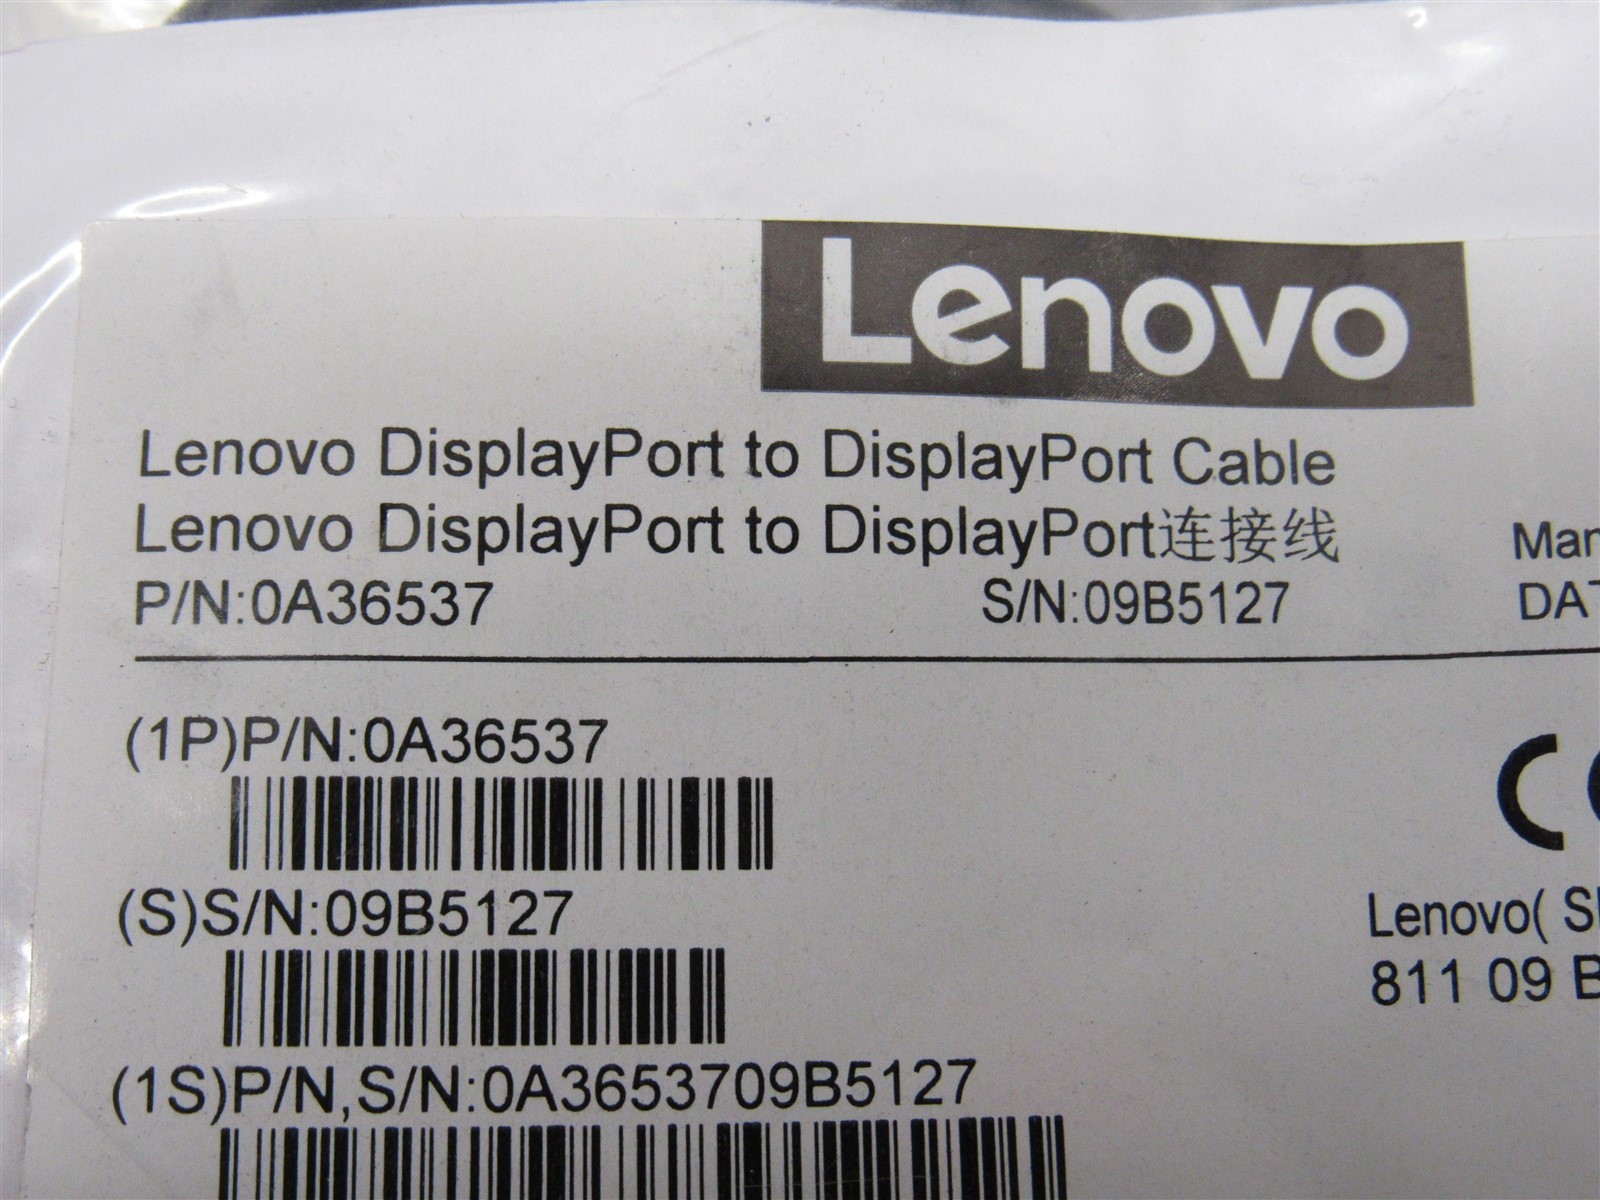 Lenovo
Lenovo DisplayPort to DisplayPort Cable
Lenovo DisplayPort to DisplayPort连接线
P/N:0A36537 S/N:09B5127
(1P)P/N:0A36537
(S)S/N:09B5127
Lenovo(
811 09
(1S)P/N,S/N:0A3653709B5127